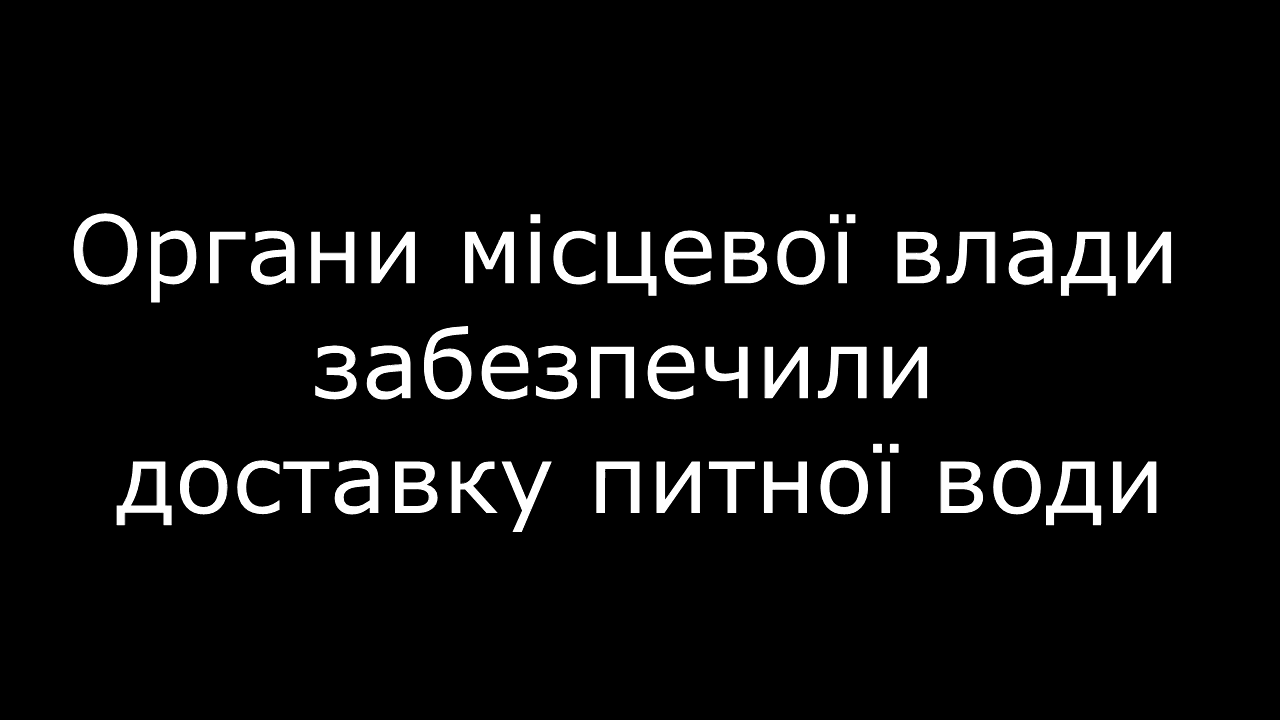 Органи місцевої влади
забезпечили
доставку питної води